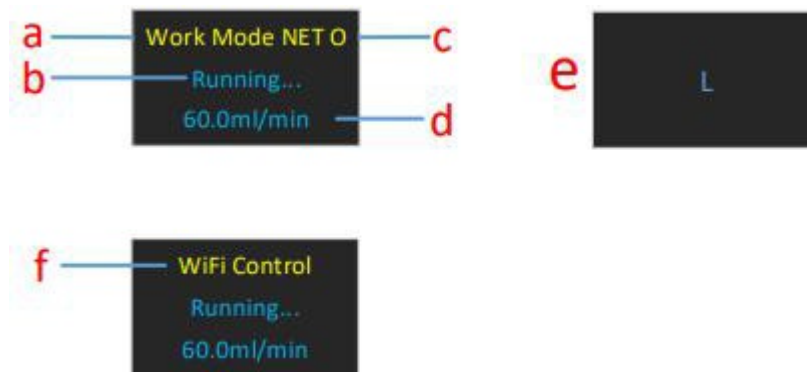 a Work Mode NET O c
b Running...
60.0ml/min d
e L
f WiFi Control
Running...
60.0ml/min